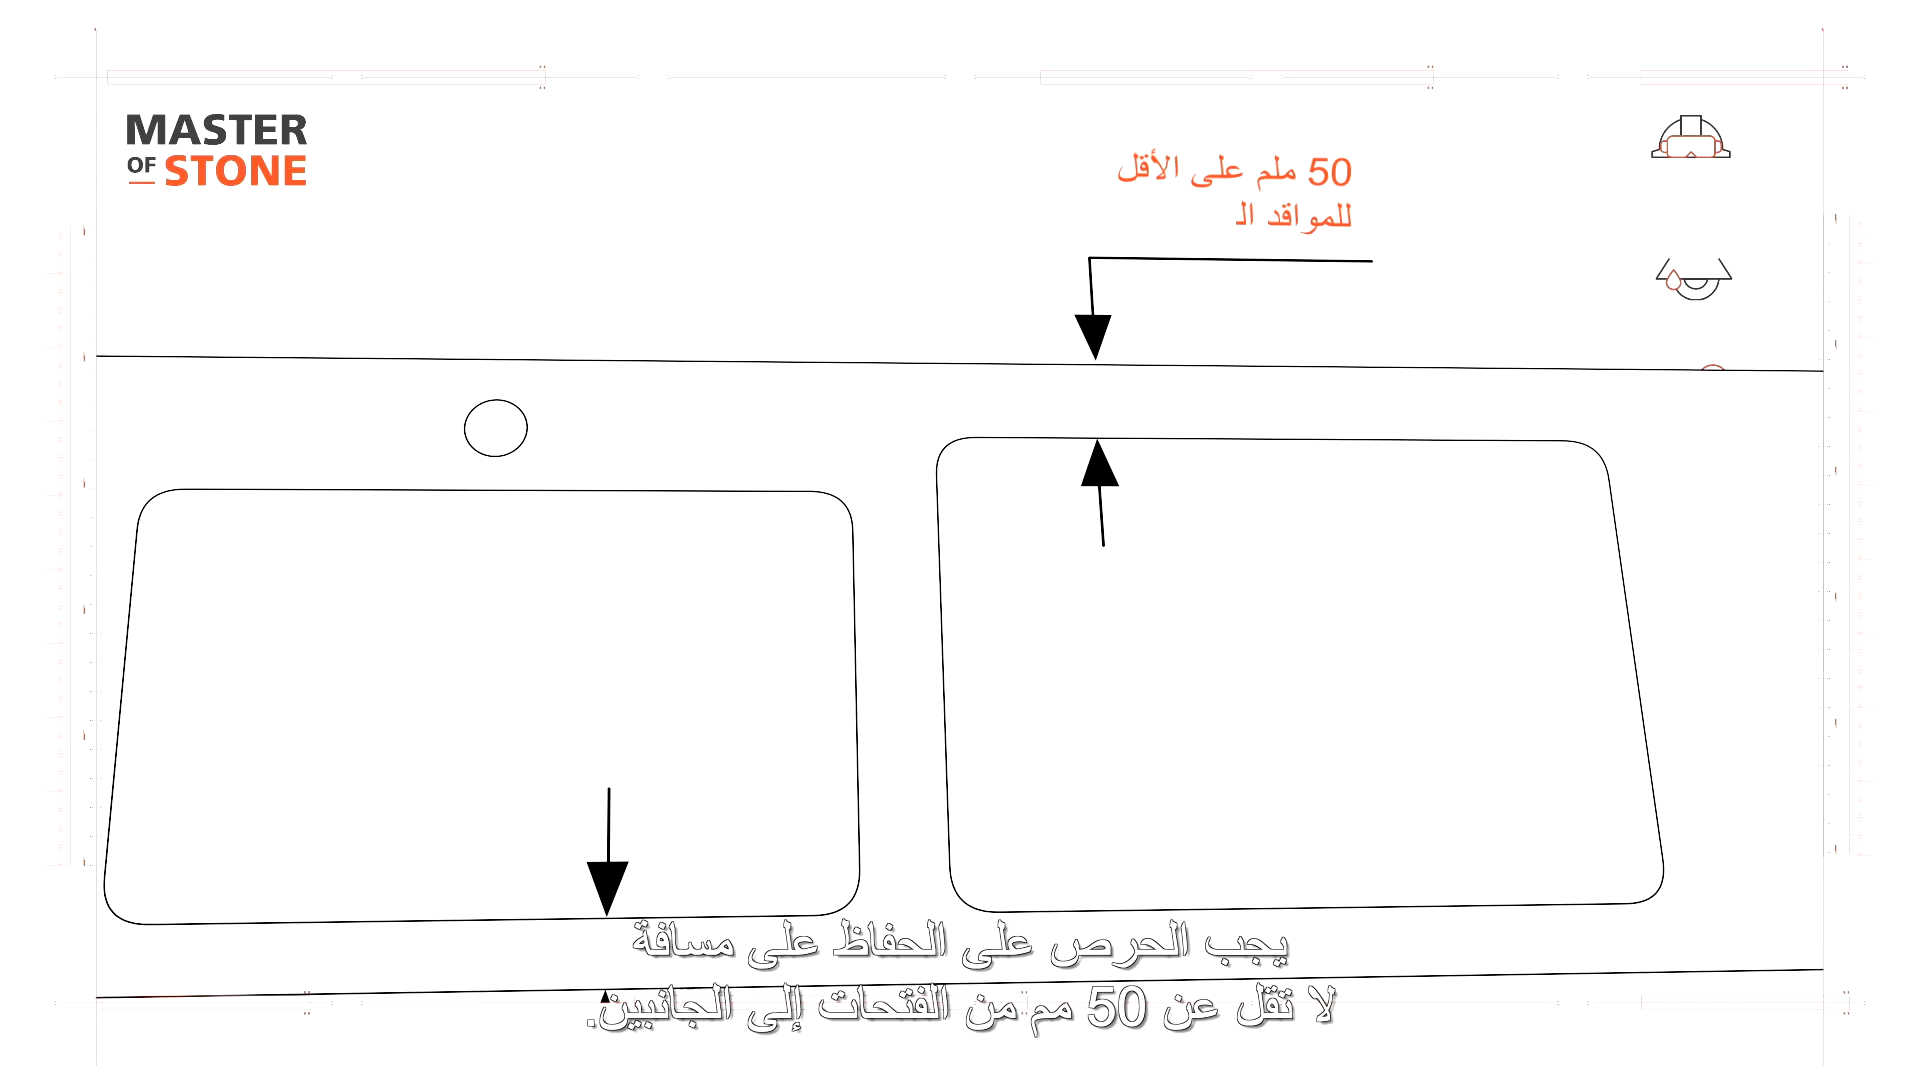 MASTER
OF STONE
50 ملم على الأقل
للمواقد الـ
يجب الحرص على الحفاظ على مسافة
لا تقل عن 50 مم من الفتحات إلى الجانبين.